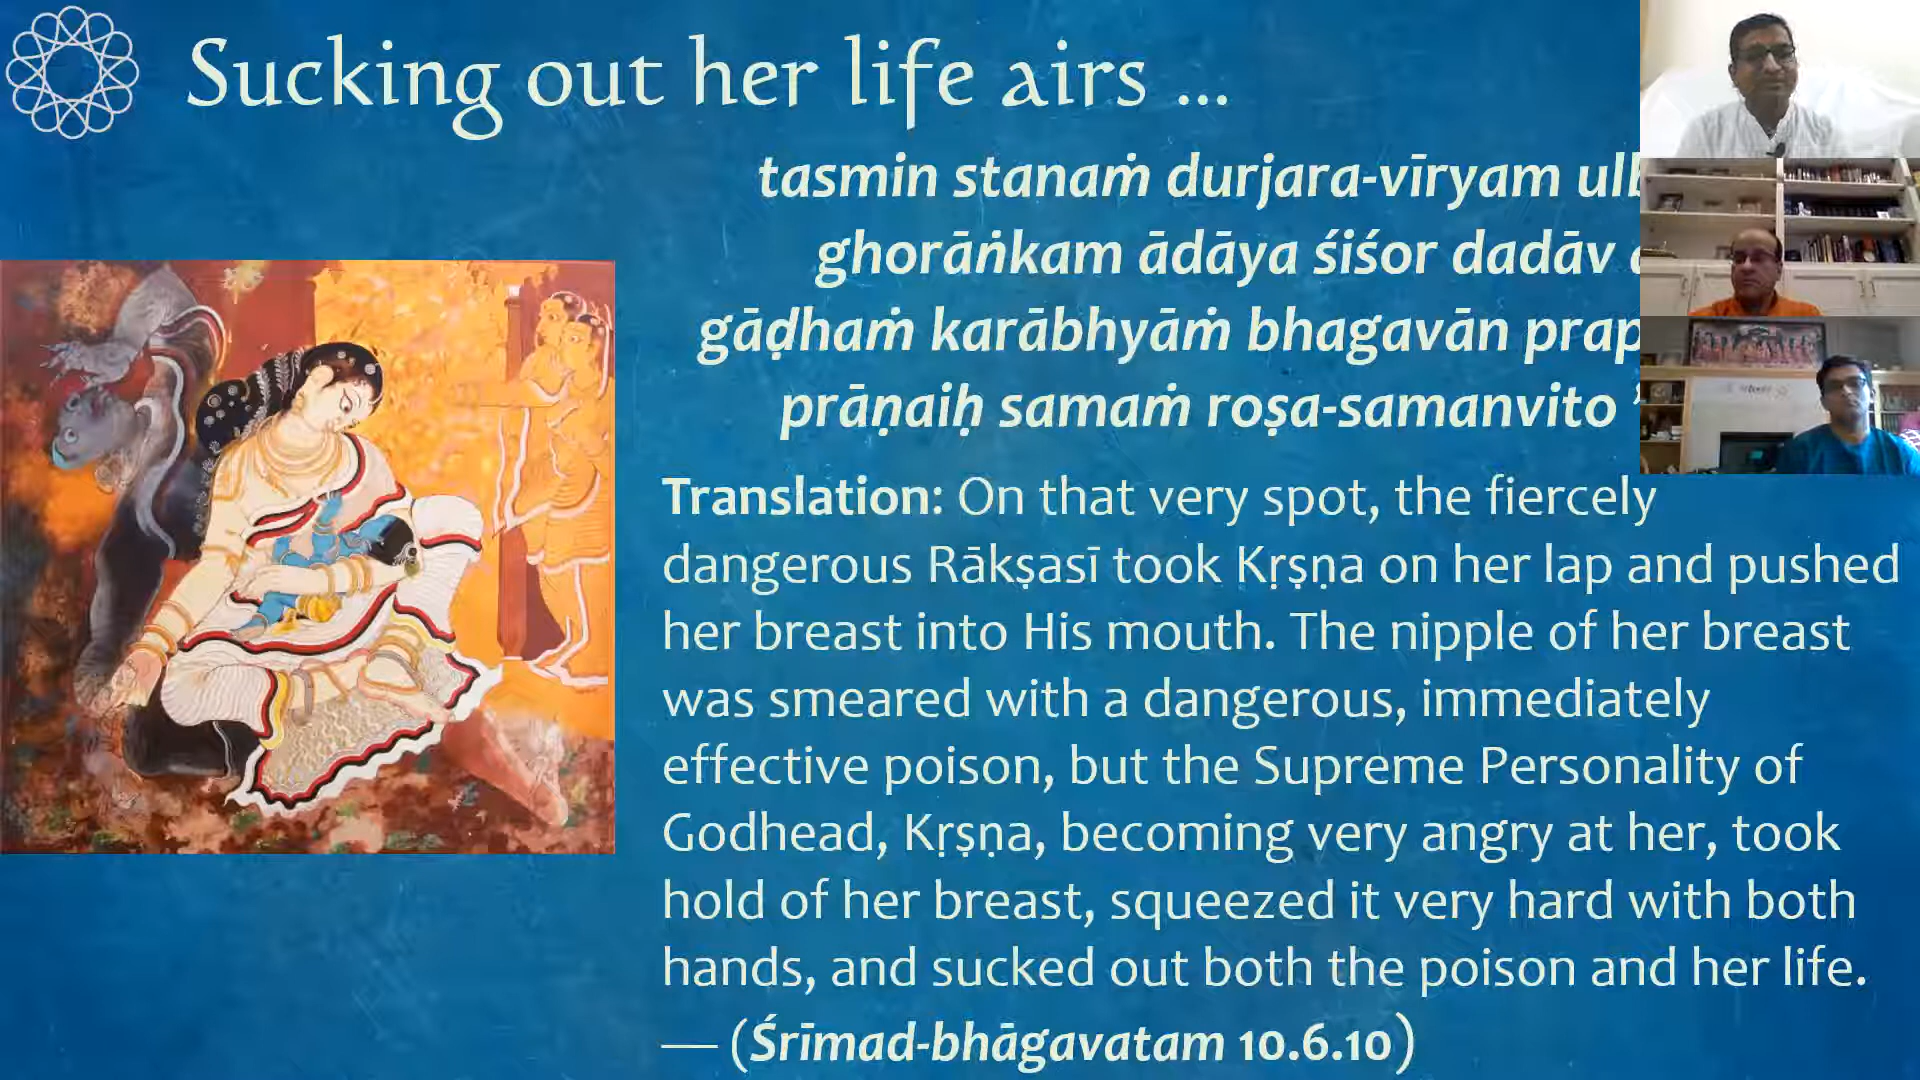 Sucking out her life airs ...
tasmin stanaṁ durjara-vīryam
ghorāṅkam ādāya śiśor dadāv
gāḍhaṁ karābhyāṁ bhagavān
prāṇaiḥ samaṁ roṣa-samanvito
Translation: On that very spot, the fiercely
dangerous Rākṣasī took Kṛṣṇa on her lap and pushed
her breast into His mouth. The nipple of her breast
was smeared with a dangerous, immediately
effective poison, but the Supreme Personality of
Godhead, Kṛṣṇa, becoming very angry at her, took
hold of her breast, squeezed it very hard with both
hands, and sucked out both the poison and her life.
— (Śrīmad-bhāgavatam 10.6.10)